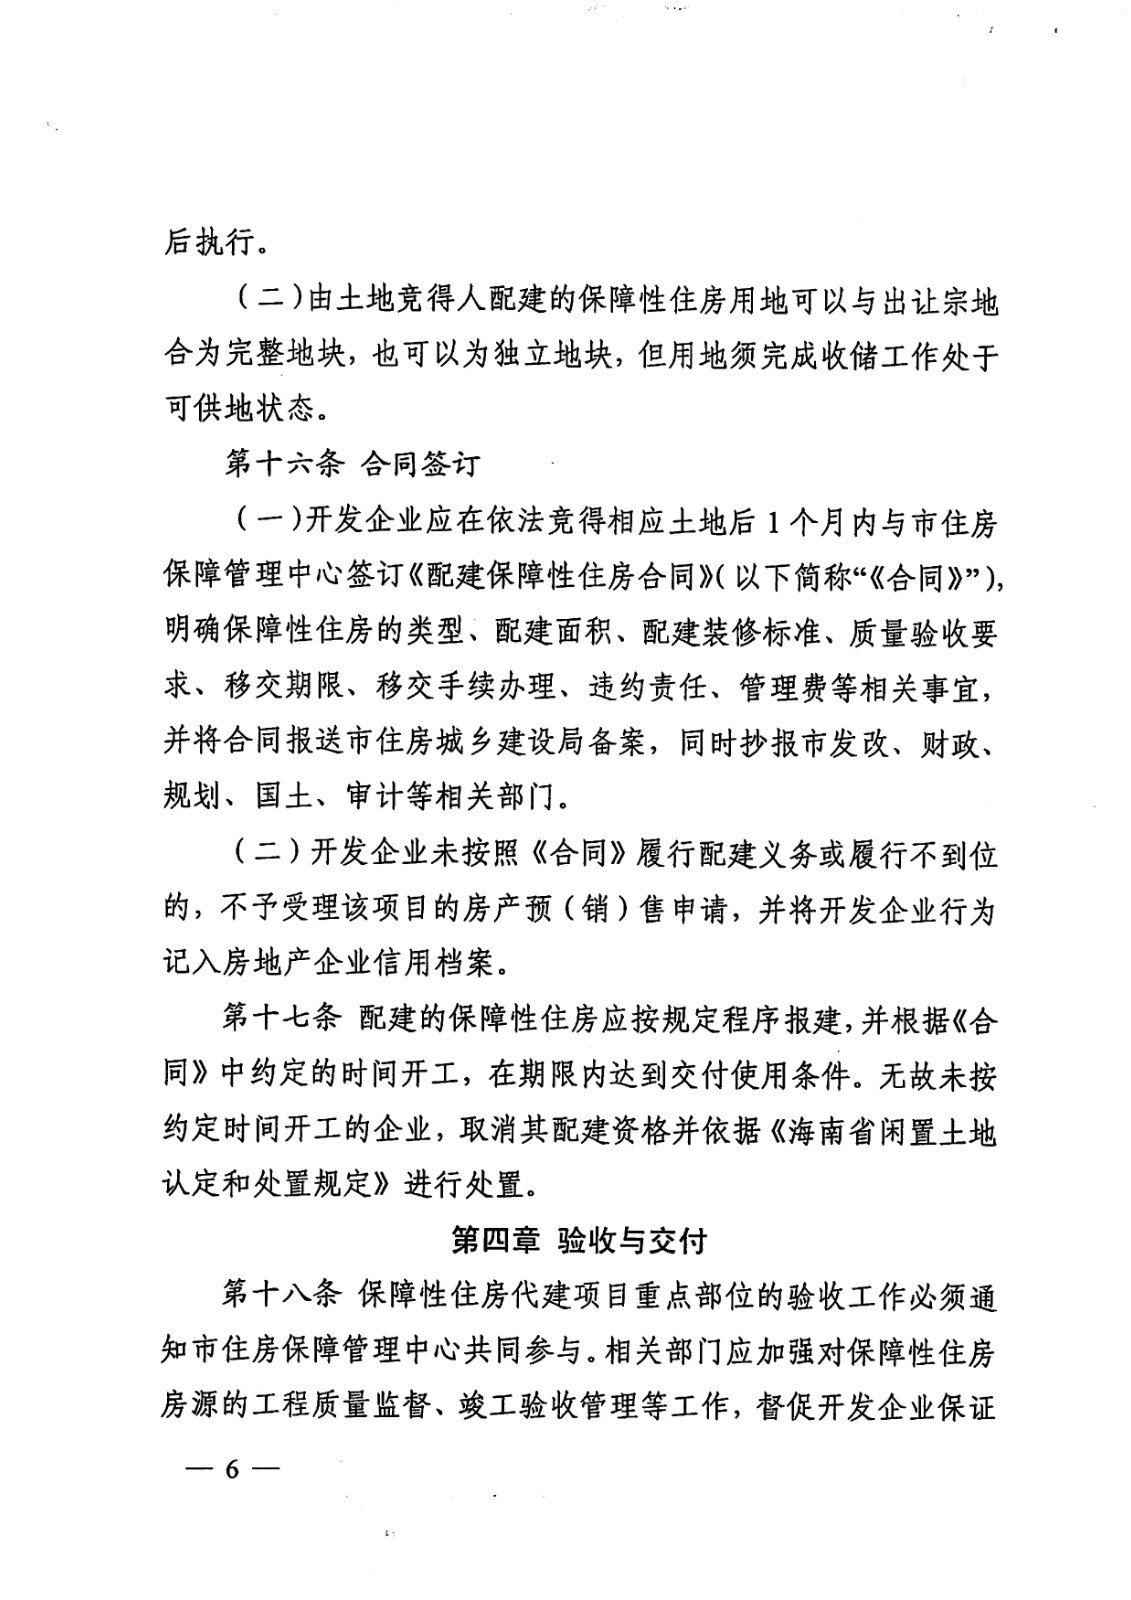 后执行。
（二）由土地竞得人配建的保障性住房用地可以与出让宗地
合为完整地块，也可以为独立地块，但用地须完成收储工作处于
可供地状态。
第十六条 合同签订
（一）开发企业应在依法竞得相应土地后1个月内与市住房
保障管理中心签订《配建保障性住房合同》（以下简称“《合同》”），
明确保障性住房的类型、配建面积、配建装修标准、质量验收要
求、移交期限、移交手续办理、违约责任、管理费等相关事宜，
并将合同报送市住房城乡建设局备案，同时抄报市发改、财政、
规划、国土、审计等相关部门。
（二）开发企业未按照《合同》履行配建义务或履行不到位
的，不予受理该项目的房产预（销）售申请，并将开发企业行为
记入房地产企业信用档案。
第十七条 配建的保障性住房应按规定程序报建，并根据《合
同》中约定的时间开工，在期限内达到交付使用条件。无故未按
约定时间开工的企业，取消其配建资格并依据《海南省闲置土地
认定和处置规定》进行处置。
第四章 验收与交付
第十八条 保障性住房代建项目重点部位的验收工作必须通
知市住房保障管理中心共同参与。相关部门应加强对保障性住房
房源的工程质量监督、竣工验收管理等工作，督促开发企业保证
— 6 —